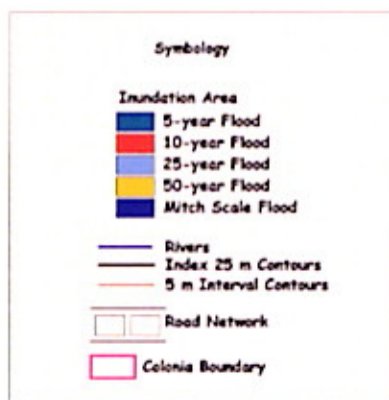 Symbology
Inundation Area
5-year Flood
10-year Flood
25-year Flood
50-year Flood
Mitch Scale Flood
Rivers
Index 25 m Contours
5 m Interval Contours
Road Network
Colonia Boundary